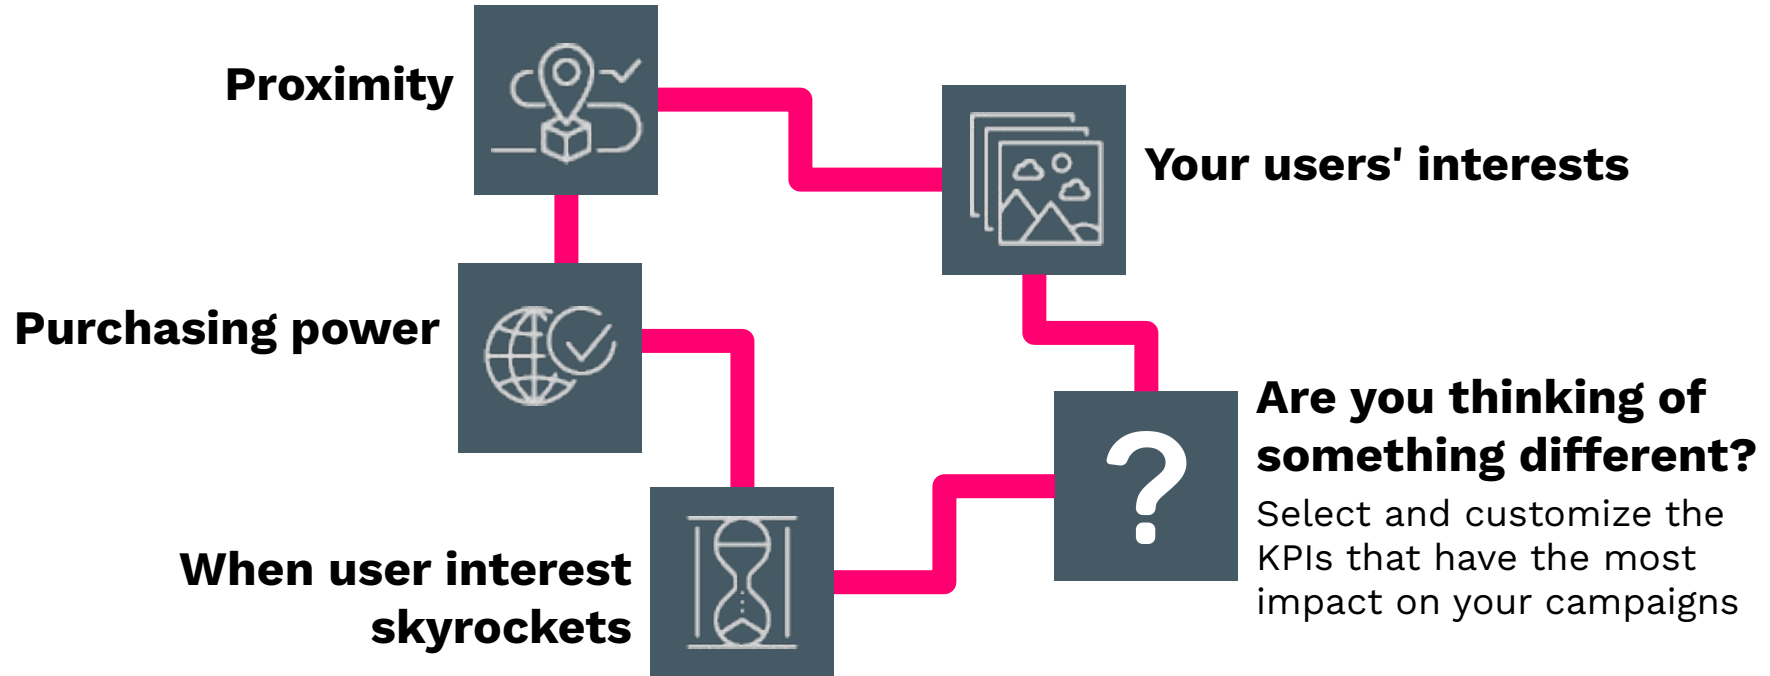 Proximity
Your users' interests
Purchasing power
Are you thinking of
something different?
Select and customize the
KPIs that have the most
impact on your campaigns
When user interest
skyrockets
?